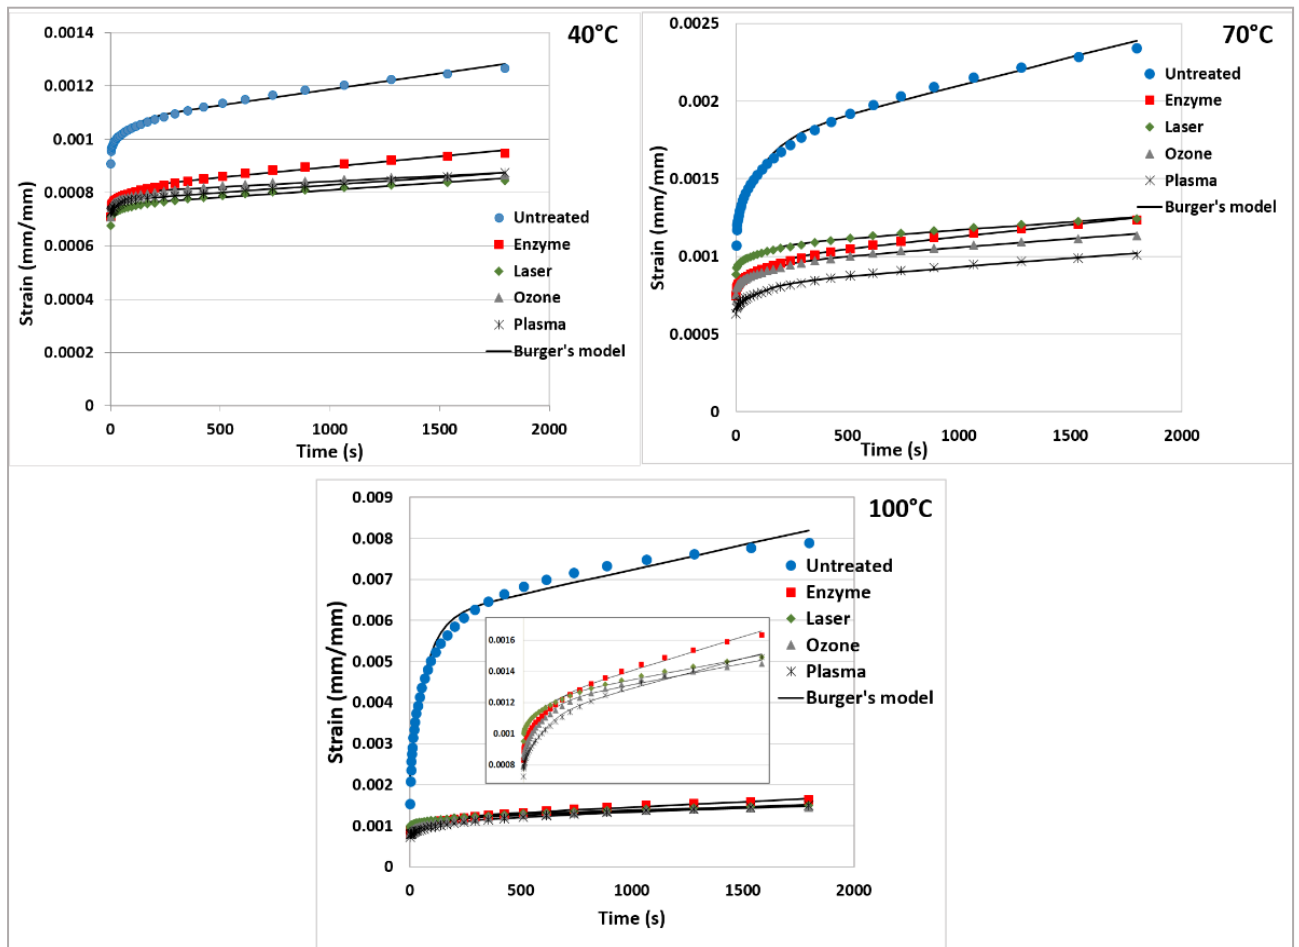 40°C
0.0014
0.0012
0.001
0.0008
0.0006
0.0004
0.0002
0
0
500
1000
1500
2000
Strain (mm/mm)
Time (s)
Untreated
Enzyme
Laser
Ozone
Plasma
Burger's model
70°C
0.0025
0.002
0.0015
0.001
0.0005
0
0
500
1000
1500
2000
Strain (mm/mm)
Time (s)
Untreated
Enzyme
Laser
Ozone
Plasma
Burger's model
100°C
0.009
0.008
0.007
0.006
0.005
0.004
0.003
0.002
0.001
0
0
500
1000
1500
2000
Strain (mm/mm)
Time (s)
Untreated
Enzyme
Laser
Ozone
Plasma
Burger's model
0.0016
0.0014
0.0012
0.001
0.0008